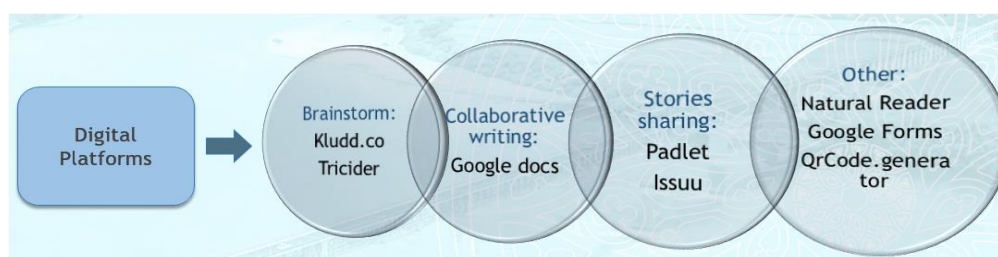 Digital
Platforms
Brainstorm:
Kludd.co
Tricider
Collaborative
writing:
Google docs
Stories
sharing:
Padlet
Issuu
Other:
Natural Reader
Google Forms
QrCode.genera
tor